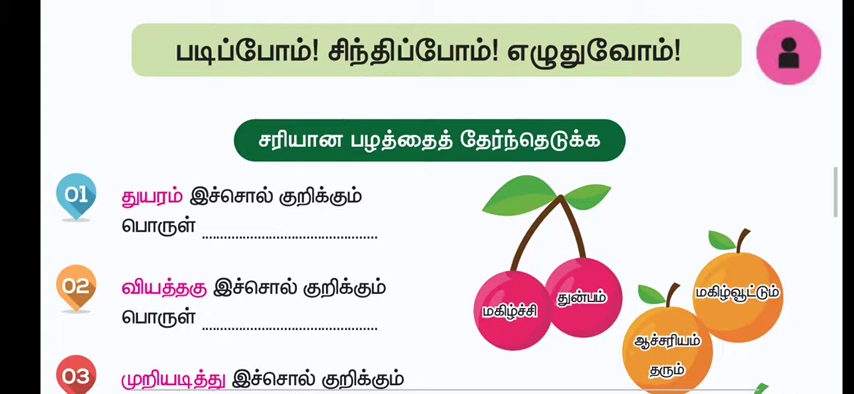 படிப்போம்! சிந்திப்போம்! எழுதுவோம்!
சரியான பழத்தைத் தேர்ந்தெடுக்க
01 துயரம் இச்சொல் குறிக்கும்
பொருள் ................................................
02 வியத்தகு இச்சொல் குறிக்கும்
பொருள் ................................................
03 முறியடித்து இச்சொல் குறிக்கும்
மகிழ்ச்சி
துன்பம்
ஆச்சரியம்
தரும்
மகிழ்வூட்டும்